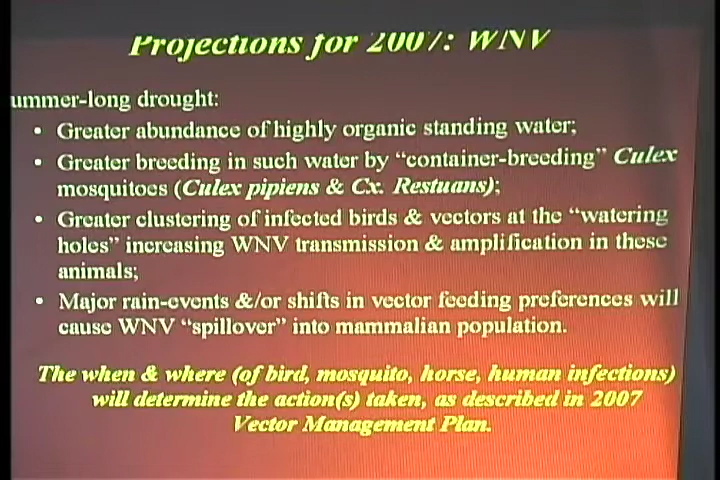 Projections for 2007: WNV
ummer-long drought:
• Greater abundance of highly organic standing water;
• Greater breeding in such water by “container-breeding” Culex
mosquitoes (Culex pipiens & Cx. Restuans);
• Greater clustering of infected birds & vectors at the “watering
holes” increasing WNV transmission & amplification in these
animals;
• Major rain-events &/or shifts in vector feeding preferences will
cause WNV “spillover” into mammalian population.
The when & where (of bird, mosquito, horse, human infections)
will determine the action(s) taken, as described in 2007
Vector Management Plan.